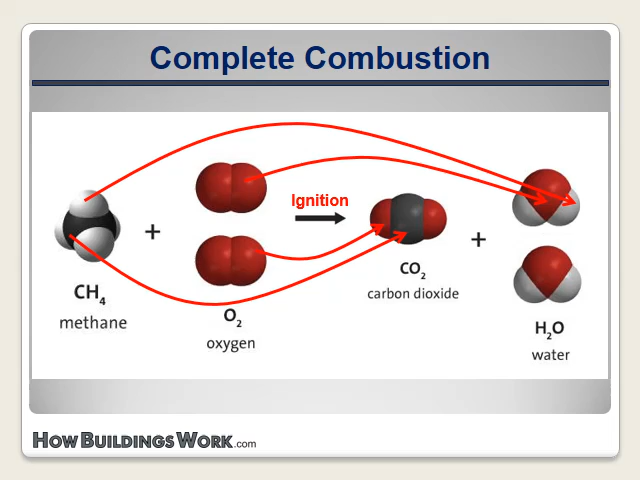 Complete Combustion
Ignition
+
+
CH₄
methane
O₂
oxygen
CO₂
carbon dioxide
H₂O
water
HOWBUILDINGSWORK.com